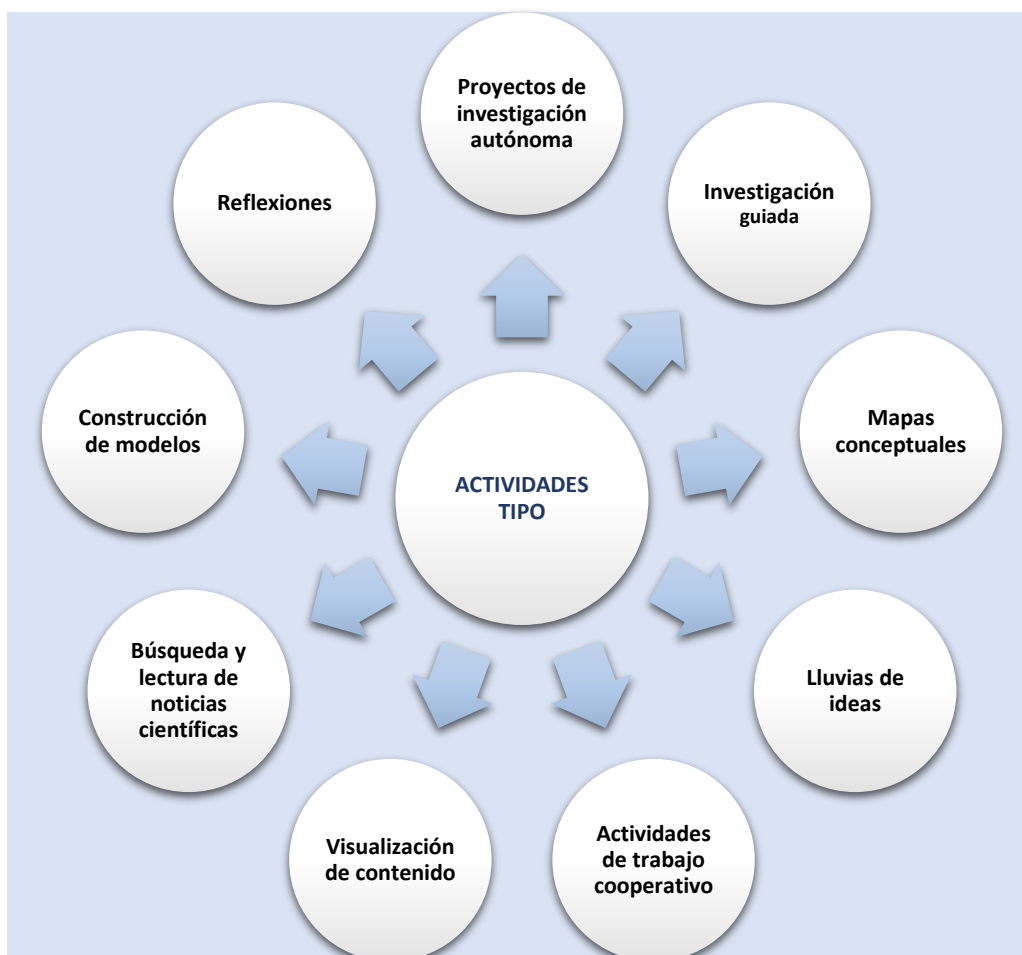 Proyectos de
investigación
autónoma
Investigación
guiada
Mapas
conceptuales
Lluvias de
ideas
Actividades
de trabajo
cooperativo
Visualización
de contenido
Búsqueda y
lectura de
noticias
científicas
Construcción
de modelos
Reflexiones
ACTIVIDADES
TIPO